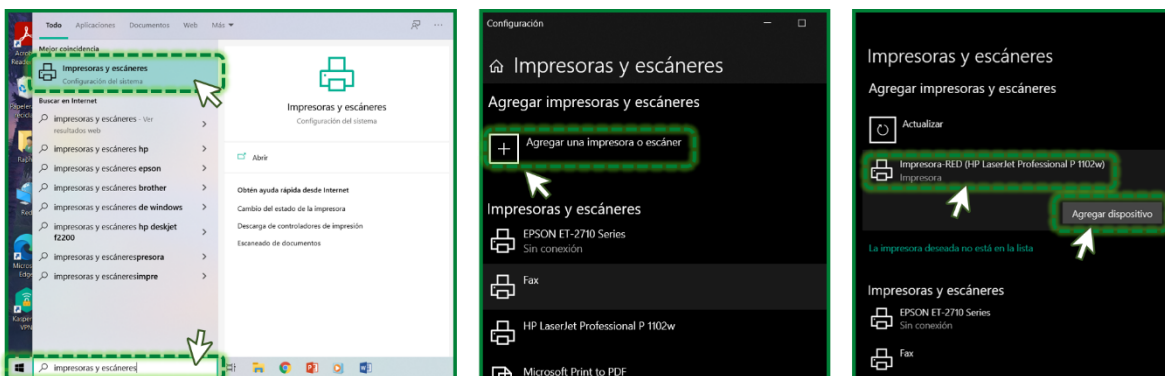 Todo Aplicaciones Documentos Web Más
Mejor coincidencia
Impresoras y escáneres
Configuración del sistema
Buscar en Internet
impresoras y escáneres - Ver
resultados web
impresoras y escáneres hp
impresoras y escáneres epson
impresoras y escáneres brother
impresoras y escáneres de windows
impresoras y escáneres hp deskjet
f2200
impresoras y escánerespresora
impresoras y escáneresimpre
Impresoras y escáneres
Configuración del sistema
Abrir
Obtén ayuda rápida desde Internet
Cambio del estado de la impresora
Descarga de controladores de impresión
Escaneado de documentos
impresoras y escáneres
Configuración
Impresoras y escáneres
Agregar impresoras y escáneres
Agregar una impresora o escáner
Impresoras y escáneres
EPSON ET-2710 Series
Sin conexión
Fax
HP LaserJet Professional P 1102w
Microsoft Print to PDF
Impresoras y escáneres
Agregar impresoras y escáneres
Actualizar
Impresora-RED (HP LaserJet Professional P 1102w)
Impresora
Agregar dispositivo
La impresora deseada no está en la lista
Impresoras y escáneres
EPSON ET-2710 Series
Sin conexión
Fax